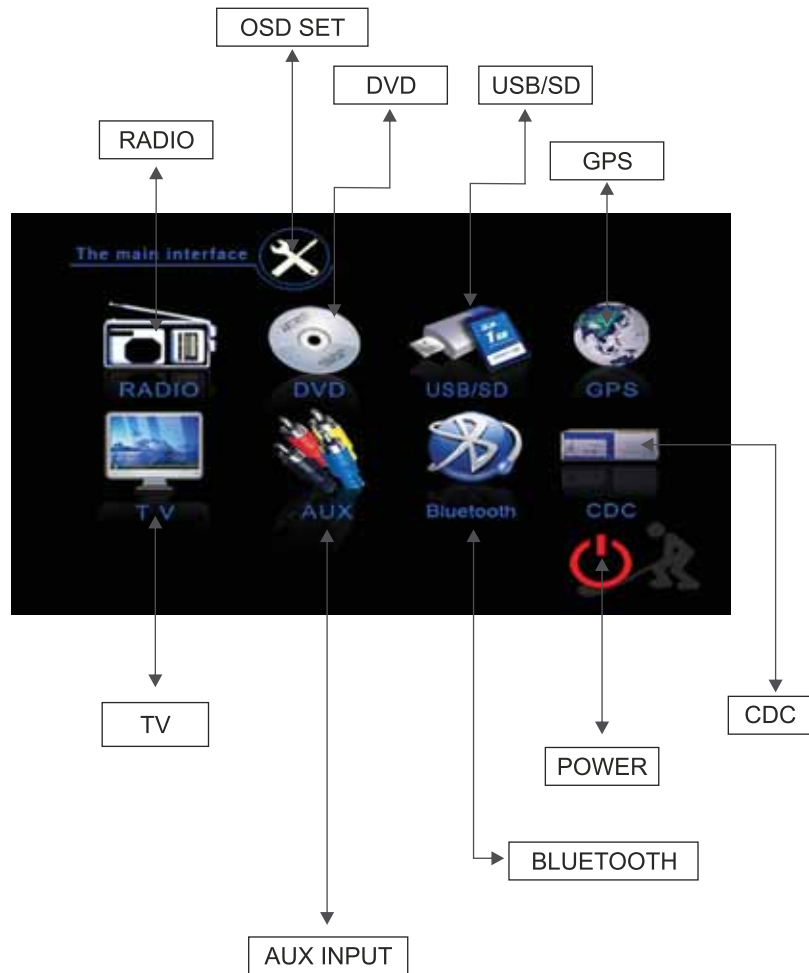 OSD SET
DVD
USB/SD
RADIO
GPS
The main interface
RADIO
DVD
USB/SD
GPS
T V
AUX
Bluetooth
CDC
TV
CDC
POWER
BLUETOOTH
AUX INPUT